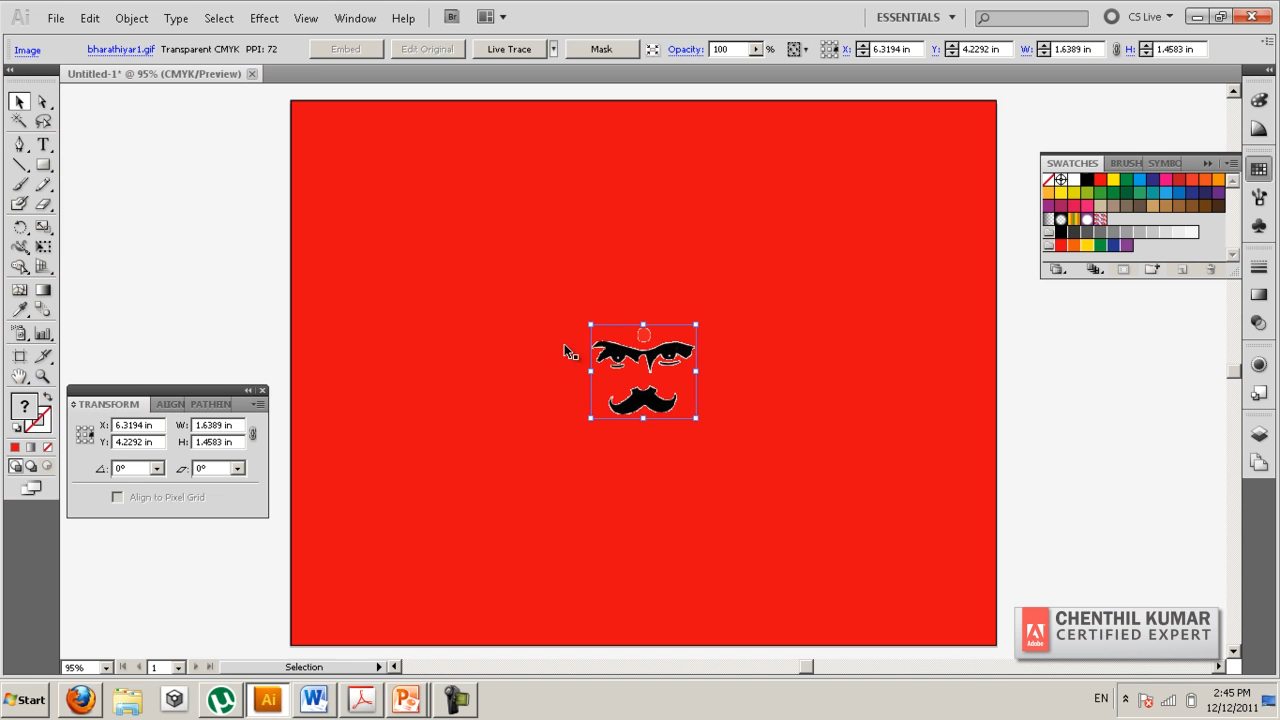 Ai File Edit Object Type Select Effect View Window Help Br ESSENTIALS CS Live
Image bharathiyar1.gif Transparent CMYK PPI: 72 Embed Edit Original Live Trace Mask Opacity: 100 % X: 6.3194 in Y: 4.2292 in W: 1.6389 in H: 1.4583 in
Untitled-1* @ 95% (CMYK/Preview)
SWATCHES BRUSH SYMBO
TRANSFORM ALIGN PATHFIN
X: 6.3194 in W: 1.6389 in
Y: 4.2292 in H: 1.4583 in
0° 0°
Align to Pixel Grid
?
CHENTHIL KUMAR
CERTIFIED EXPERT
Adobe
95% 1 Selection
Start Ai EN 2:45 PM
12/12/2011